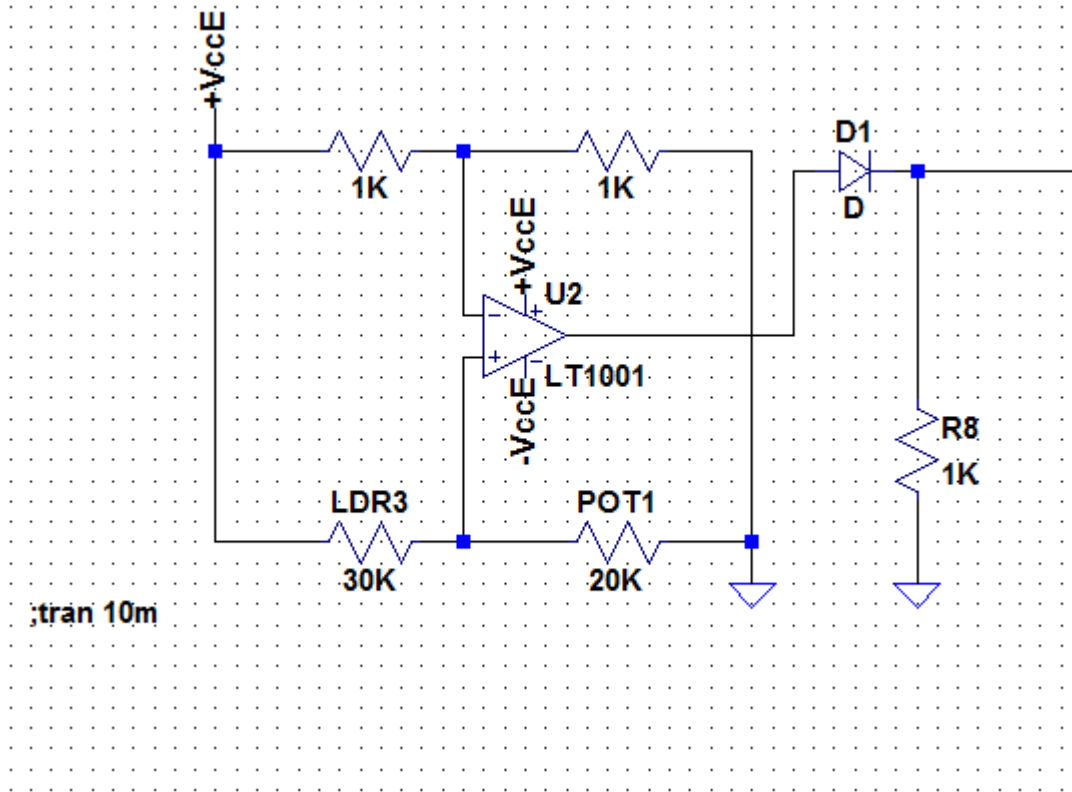 +VccE
D1
1K
1K
D
+VccE
U2
LT1001
-VccE
R8
1K
LDR3
POT1
30K
20K
;tran 10m